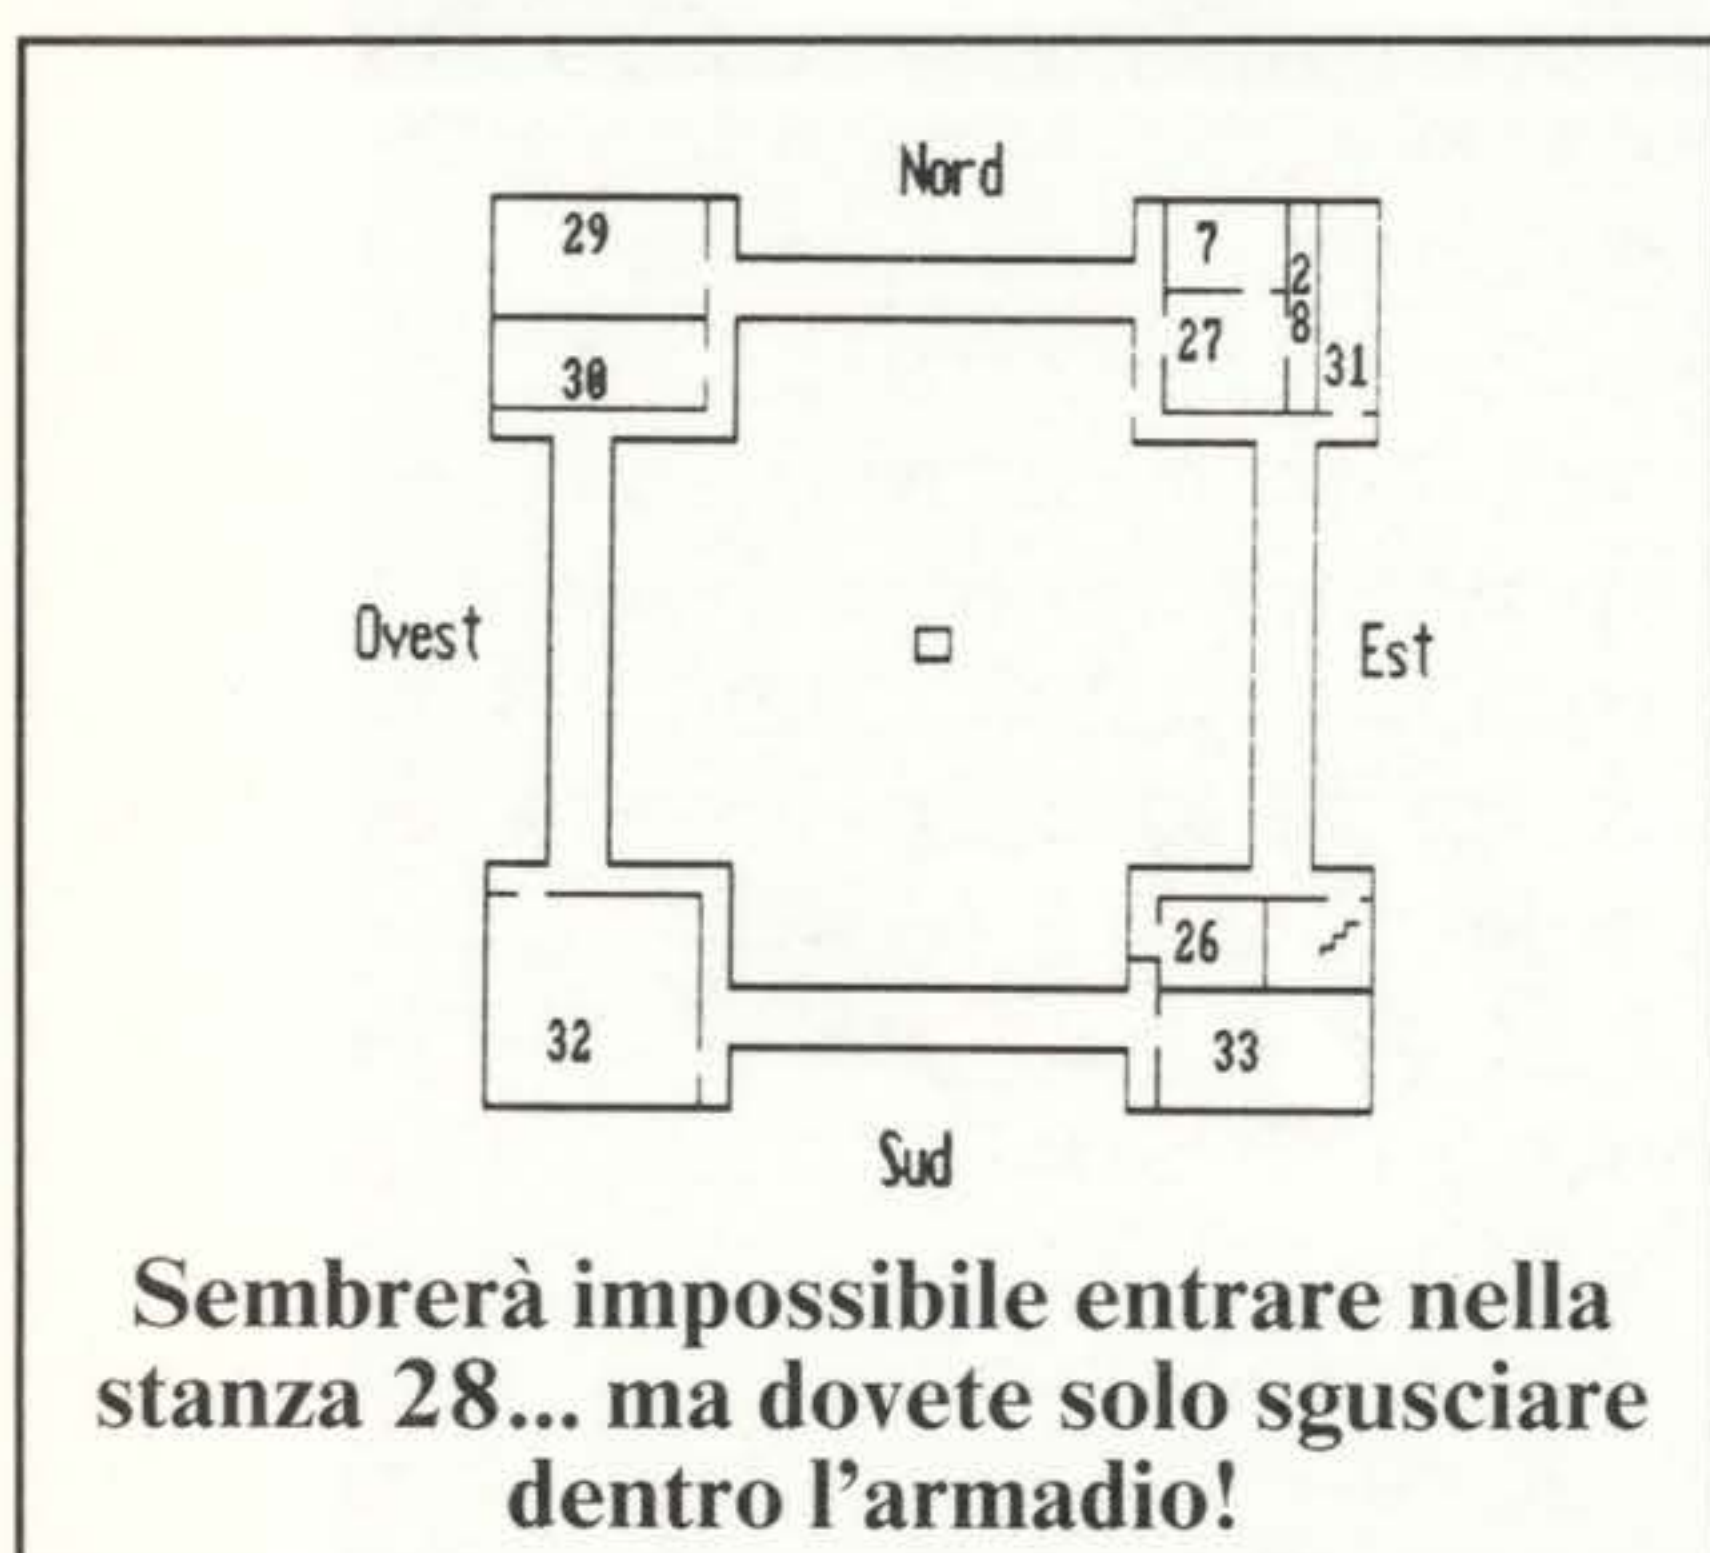 Nord
29
7
2
8
27
30
31
Ovest
Est
26
32
33
Sud
Sembrerà impossibile entrare nella
stanza 28... ma dovete solo sgusciare
dentro l'armadio!